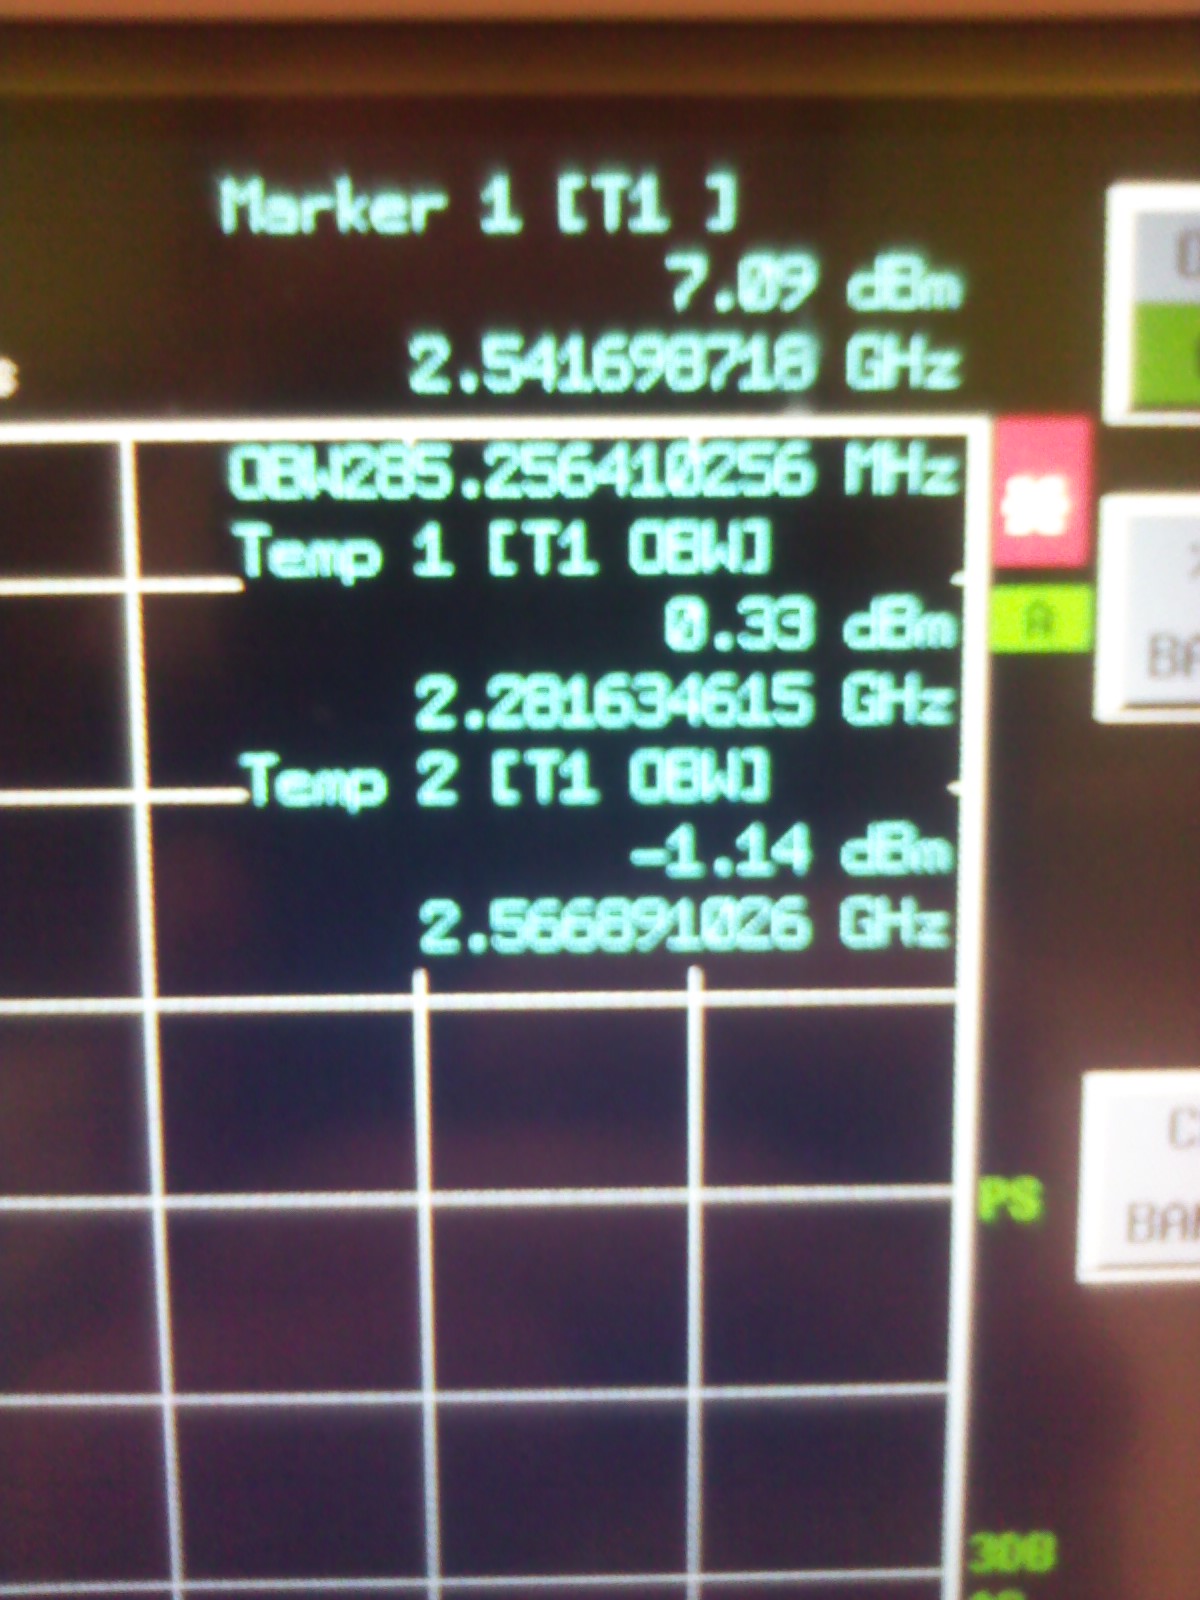 Marker 1 [T1 ]
7.09 dBm
2.541698718 GHz
OBW285.256410256 MHz
Temp 1 [T1 OBW]
0.33 dBm
2.281634615 GHz
A
Temp 2 [T1 OBW]
-1.14 dBm
2.566891026 GHz
PS
3DB